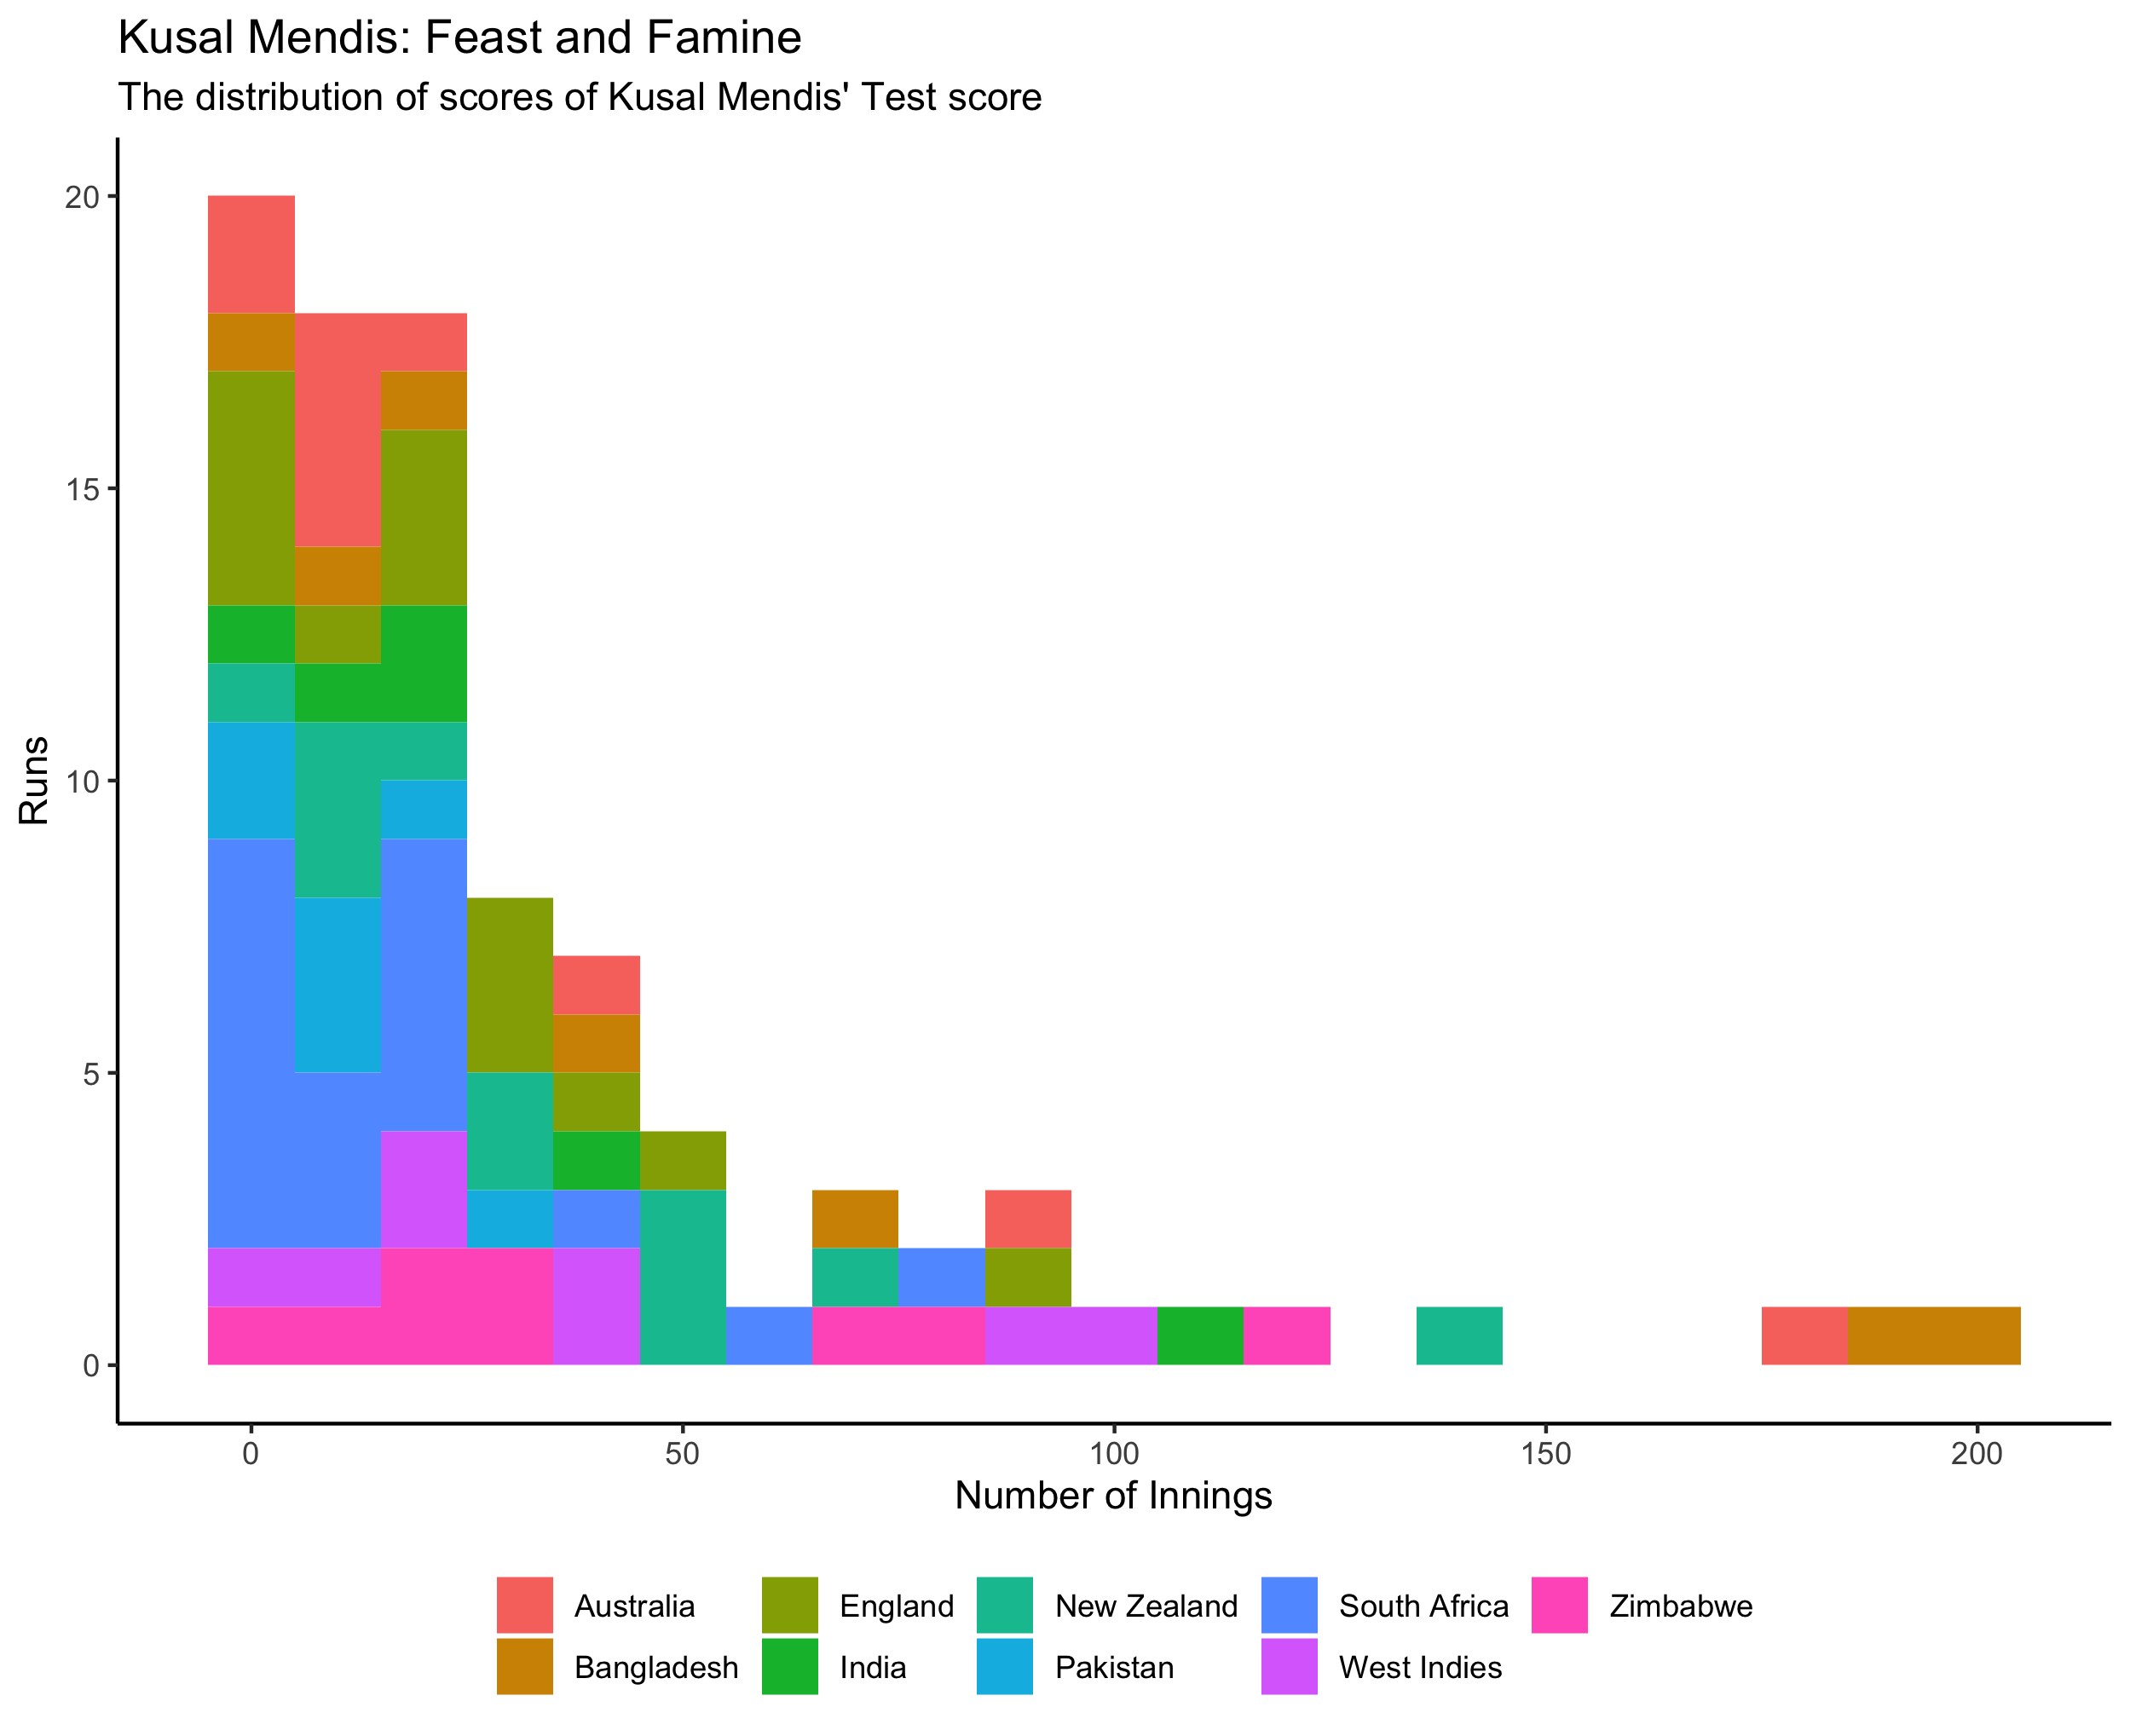 Kusal Mendis: Feast and Famine
The distribution of scores of Kusal Mendis' Test score
20
15
10
5
0
Runs
0 50 100 150 200
Number of Innings
Australia England New Zealand South Africa Zimbabwe
Bangladesh India Pakistan West Indies